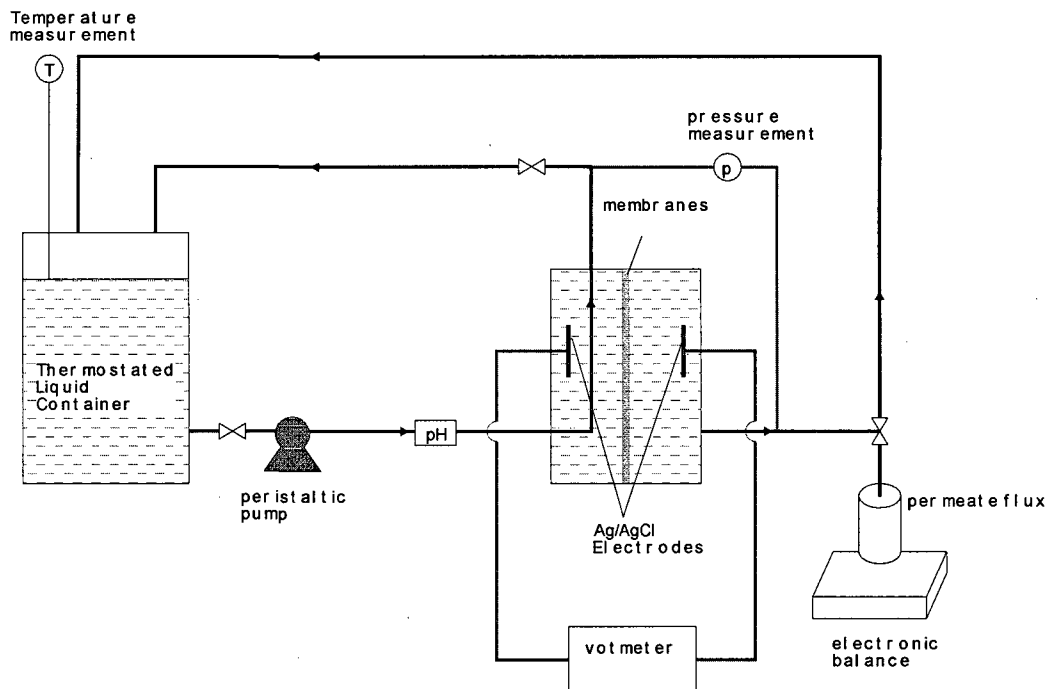 Temperature
measurement
T
pressure
measurement
p
membranes
Thermostated
Liquid
Container
pH
peristaltic
pump
Ag/AgCl
Electrodes
permeate flux
votmeter
electronic
balance